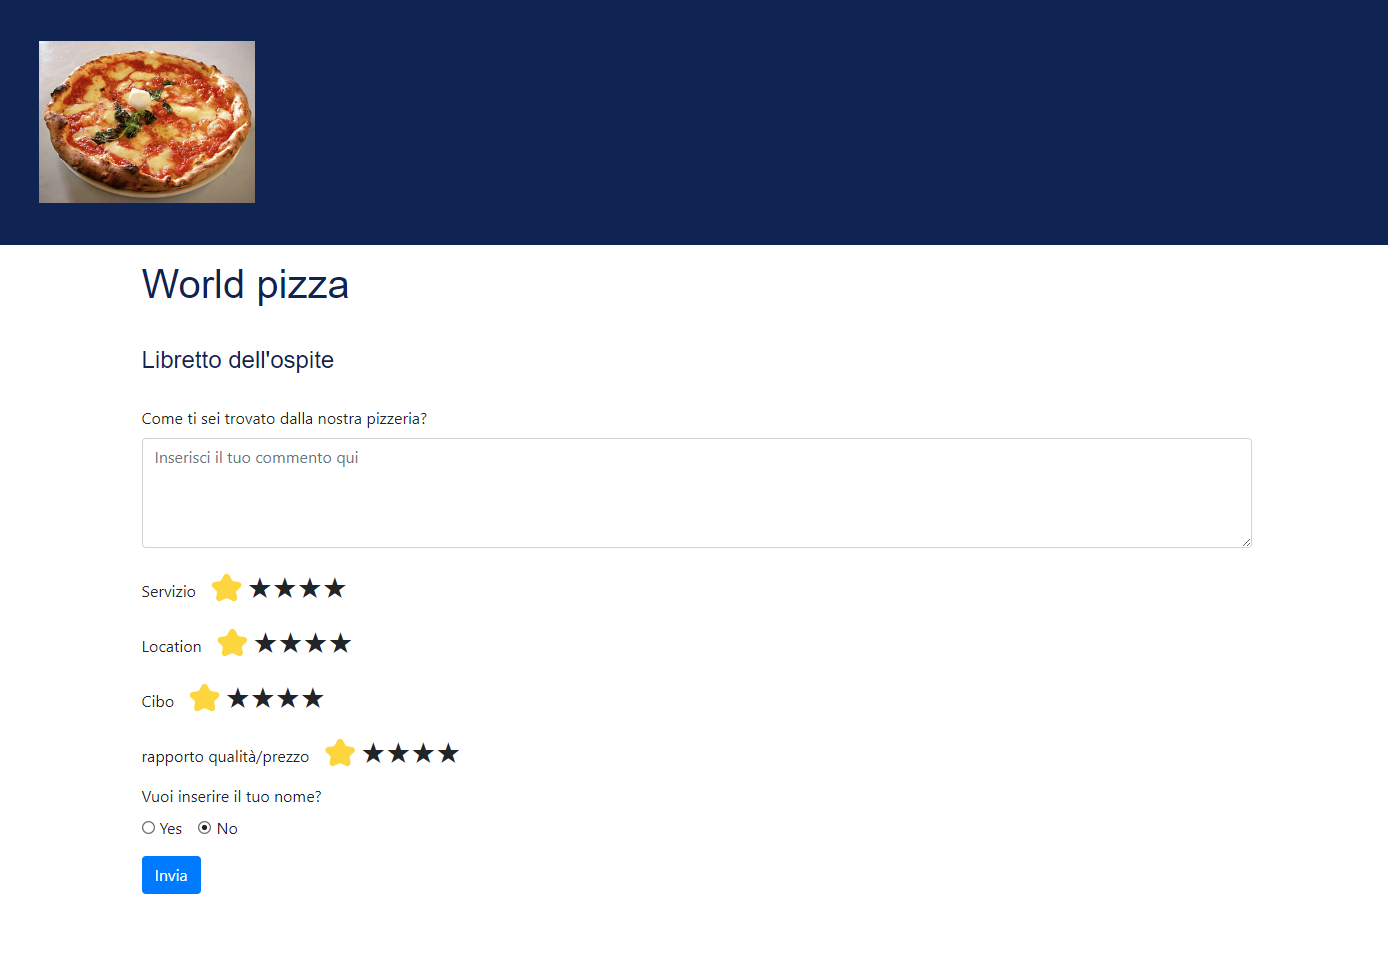 World pizza
Libretto dell'ospite
Come ti sei trovato dalla nostra pizzeria?
Inserisci il tuo commento qui
Servizio ⭐★★★★
Location ⭐★★★★
Cibo ⭐★★★★
rapporto qualità/prezzo ⭐★★★★
Vuoi inserire il tuo nome?
Yes No
Invia